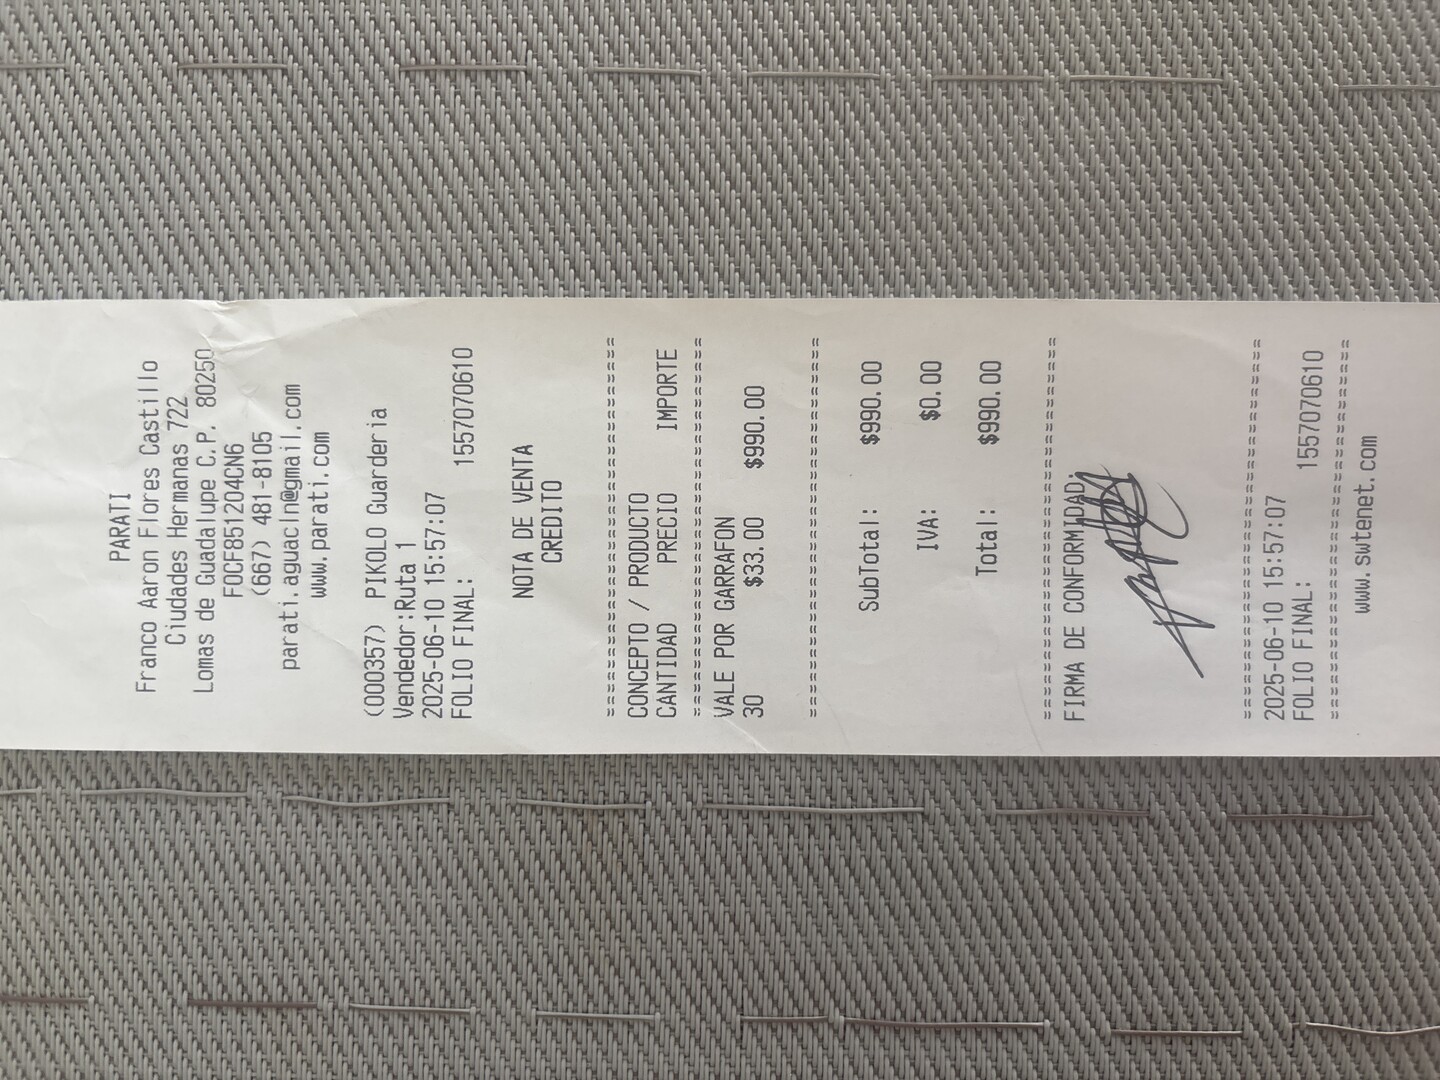 PARATI
Franco Aaron Flores Castillo
Ciudades Hermanas 722
Lomas de Guadalupe C.P. 80250
FOCF851204CN6
(667) 481-8105
parati.aguacln@gmail.com
www.parati.com
(000357) PIKOLO Guarderia
Vendedor:Ruta 1
2025-06-10 15:57:07
FOLIO FINAL: 1557070610
NOTA DE VENTA
CREDITO
================================
CONCEPTO / PRODUCTO
CANTIDAD PRECIO IMPORTE
================================
VALE POR GARRAFON
30 $33.00 $990.00
================================
SubTotal: $990.00
IVA: $0.00
Total: $990.00
================================
FIRMA DE CONFORMIDAD:
================================
2025-06-10 15:57:07
FOLIO FINAL: 1557070610
================================
www.swtenet.com